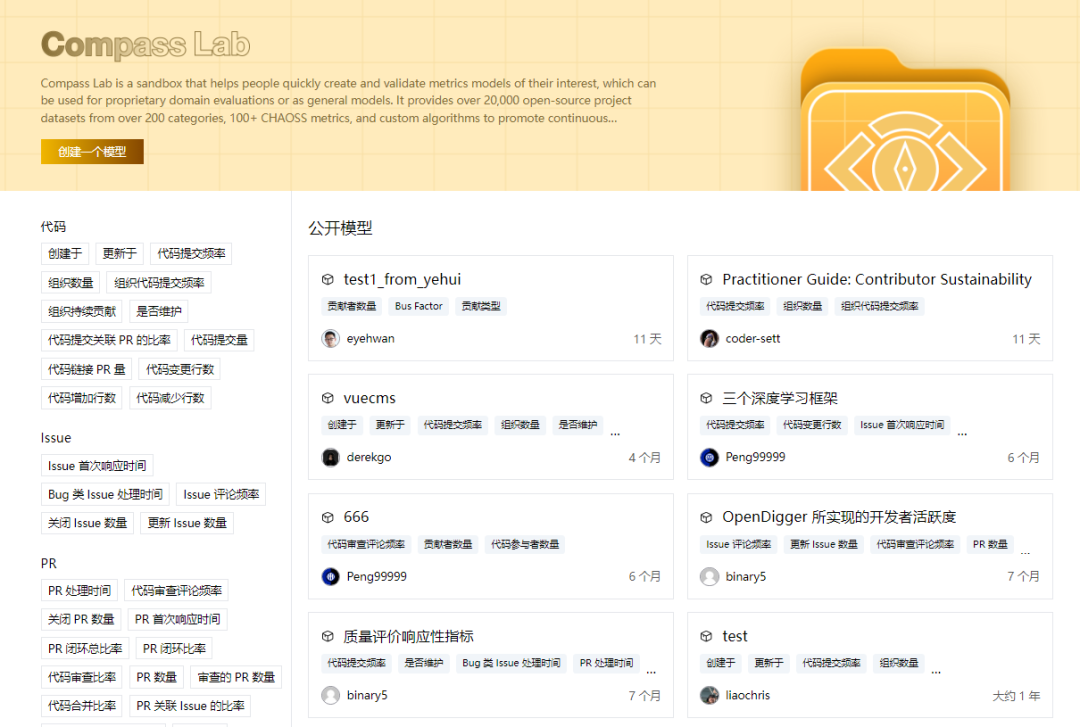 Compass Lab
Compass Lab is a sandbox that helps people quickly create and validate metrics models of their interest, which can
be used for proprietary domain evaluations or as general models. It provides over 20,000 open-source project
datasets from over 200 categories, 100+ CHAOSS metrics, and custom algorithms to promote continuous...
创建一个模型
代码
创建于 更新于 代码提交频率
组织数量 组织代码提交频率
组织持续贡献 是否维护
代码提交关联 PR 的比率 代码提交量
代码链接 PR 量 代码变更行数
代码增加行数 代码减少行数
Issue
Issue 首次响应时间
Bug 类 Issue 处理时间 Issue 评论频率
关闭 Issue 数量 更新 Issue 数量
PR
PR 处理时间 代码审查评论频率
关闭 PR 数量 PR 首次响应时间
PR 闭环总比率 PR 闭环比率
代码审查比率 PR 数量 审查的 PR 数量
代码合并比率 PR 关联 Issue 的比率
公开模型
test1_from_yehui
贡献者数量 Bus Factor 贡献类型
eyehwan 11 天
Practitioner Guide: Contributor Sustainability
代码提交频率 组织数量 组织代码提交频率
coder-sett 11 天
vuecms
创建于 更新于 代码提交频率 组织数量 是否维护 ...
derekgo 4 个月
三个深度学习框架
代码提交频率 代码变更行数 Issue 首次响应时间 ...
Peng99999 6 个月
666
代码审查评论频率 贡献者数量 代码参与者数量
Peng99999 6 个月
OpenDigger 所实现的开发者活跃度
Issue 评论频率 更新 Issue 数量 代码审查评论频率 PR 数量 ...
binary5 7 个月
质量评价响应性指标
代码提交频率 是否维护 Bug 类 Issue 处理时间 PR 处理时间 ...
binary5 7 个月
test
创建于 更新于 代码提交频率 组织数量 ...
liaochris 大约 1 年